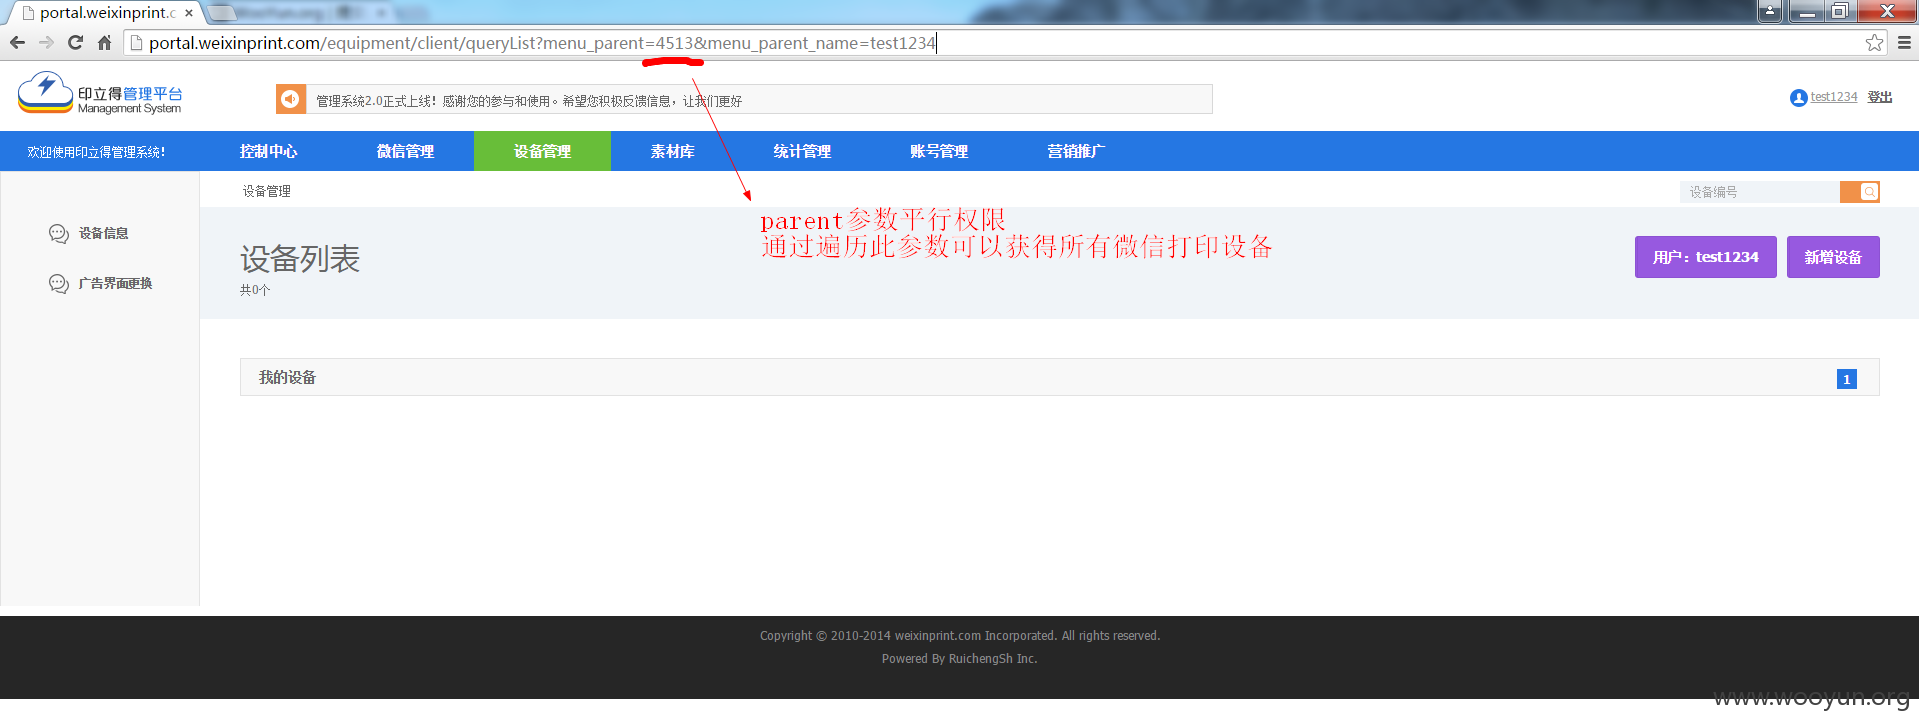 portal.weixinprint.c
portal.weixinprint.com/equipment/client/queryList?menu_parent=4513&menu_parent_name=test1234
印立得管理平台
Management System
管理系统2.0正式上线！感谢您的参与和使用。希望您积极反馈信息，让我们更好
test1234 登出
欢迎使用印立得管理系统！ 控制中心 微信管理 设备管理 素材库 统计管理 账号管理 营销推广
设备管理
设备编号
设备信息
广告界面更换
parent参数平行权限
通过遍历此参数可以获得所有微信打印设备
设备列表
共0个
用户：test1234
新增设备
我的设备
1
Copyright © 2010-2014 weixinprint.com Incorporated. All rights reserved.
Powered By RuichengSh Inc.
www.wooyun.org